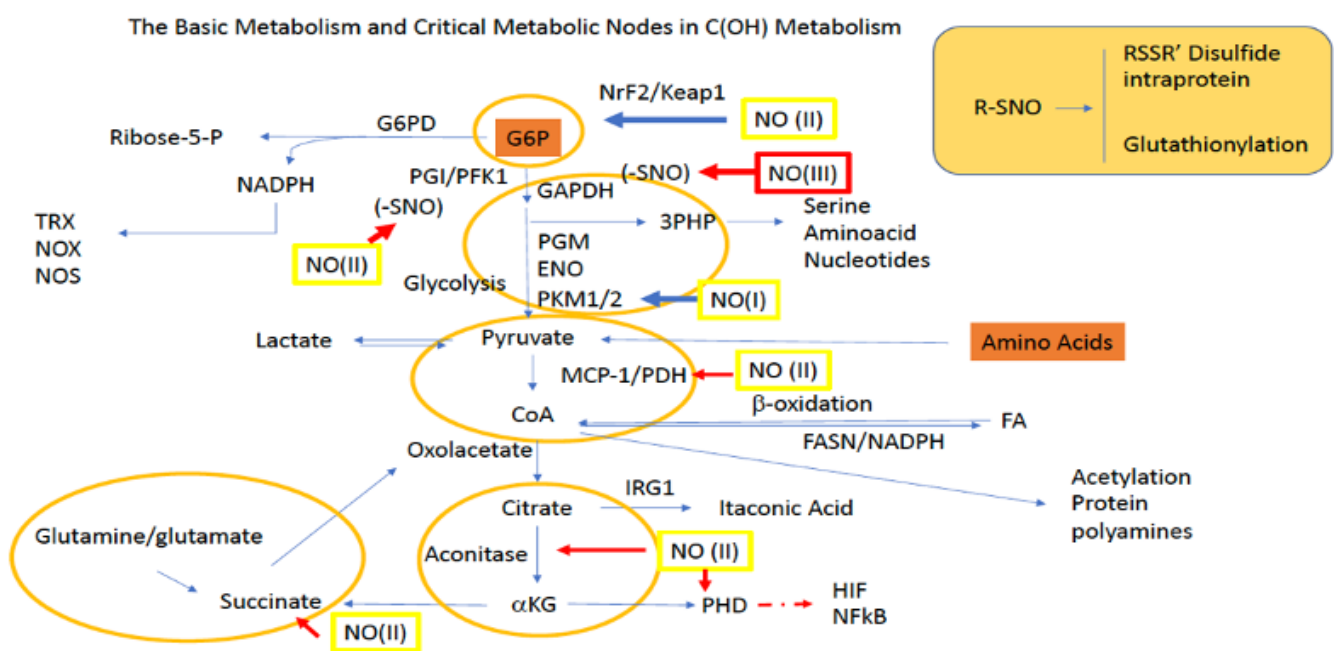 The Basic Metabolism and Critical Metabolic Nodes in C(OH) Metabolism
RSSR’ Disulfide
intraprotein
R-SNO
Glutathionylation
NrF2/Keap1
NO (II)
Ribose-5-P
G6PD
G6P
NADPH
PGI/PFK1
(-SNO)
GAPDH
(-SNO)
NO(III)
3PHP
Serine
Aminoacid
Nucleotides
TRX
NOX
NOS
NO(II)
PGM
ENO
PKM1/2
NO(I)
Glycolysis
Lactate
Pyruvate
Amino Acids
MCP-1/PDH
NO (II)
CoA
β-oxidation
FA
FASN/NADPH
Oxolacetate
Acetylation
Protein
polyamines
Citrate
IRG1
Itaconic Acid
Glutamine/glutamate
Aconitase
NO (II)
Succinate
αKG
PHD
HIF
NFkB
NO(II)